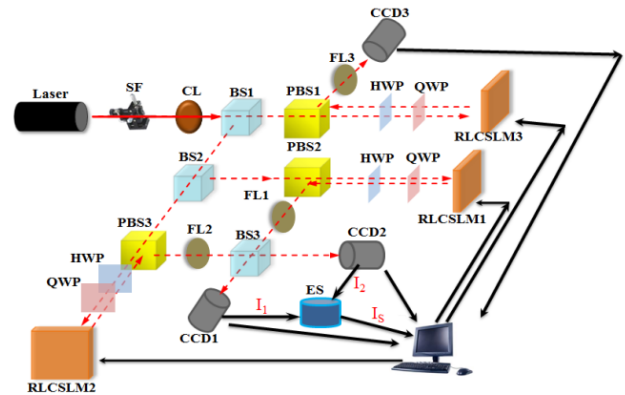 CCD3
FL3
Laser
SF
CL
BS1
PBS1
HWP
QWP
RLCSLM3
BS2
PBS2
HWP
QWP
RLCSLM1
FL1
PBS3
FL2
BS3
CCD2
HWP
QWP
I1
ES
I2
IS
CCD1
RLCSLM2